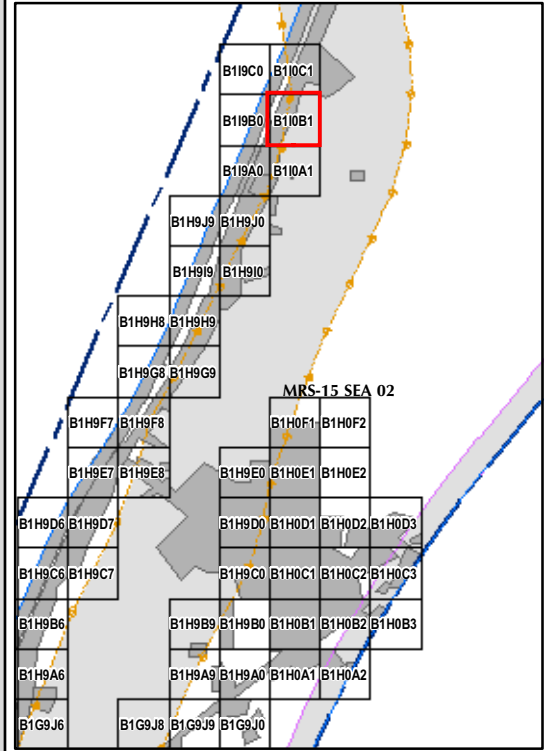 B1I9C0 B1I0C1
B1I9B0 B1I0B1
B1I9A0 B1I0A1
B1H9J9 B1H9J0
B1H9I9 B1H9I0
B1H9H8 B1H9H9
B1H9G8 B1H9G9
MRS-15 SEA 02
B1H9F7 B1H9F8 B1H0F1 B1H0F2
B1H9E7 B1H9E8 B1H9E0 B1H0E1 B1H0E2
B1H9D6 B1H9D7 B1H9D0 B1H0D1 B1H0D2 B1H0D3
B1H9C6 B1H9C7 B1H9C0 B1H0C1 B1H0C2 B1H0C3
B1H9B6 B1H9B9 B1H9B0 B1H0B1 B1H0B2 B1H0B3
B1H9A6 B1H9A9 B1H9A0 B1H0A1 B1H0A2
B1G9J6 B1G9J8 B1G9J9 B1G9J0